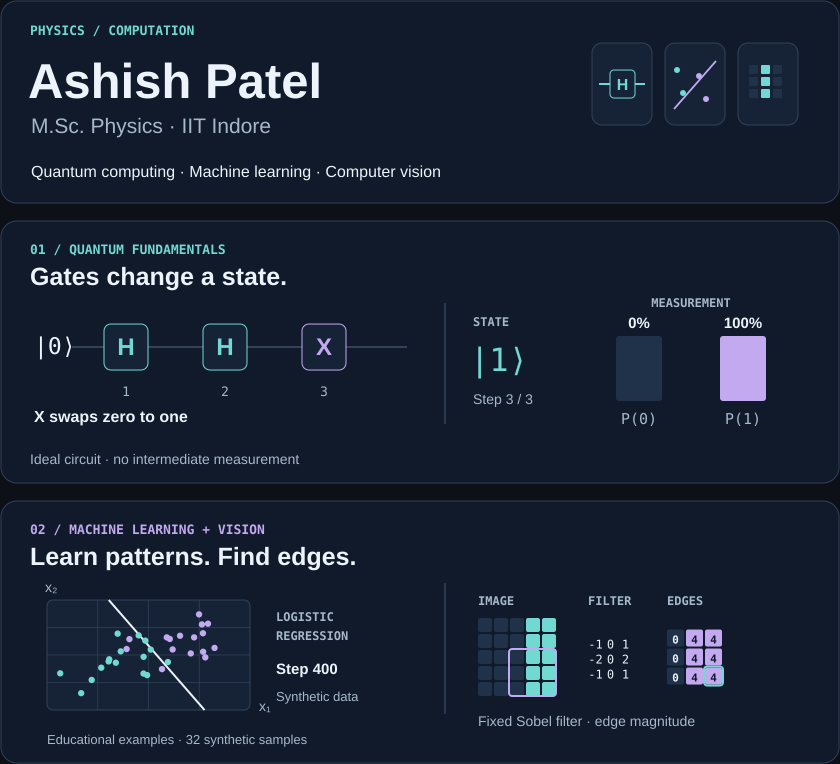 PHYSICS / COMPUTATION
Ashish Patel
M.Sc. Physics · IIT Indore
Quantum computing · Machine learning · Computer vision
H
01 / QUANTUM FUNDAMENTALS
Gates change a state.
|0⟩ H H X
1 2 3
X swaps zero to one
Ideal circuit · no intermediate measurement
STATE
|1⟩
Step 3 / 3
MEASUREMENT
0% 100%
P(0) P(1)
02 / MACHINE LEARNING + VISION
Learn patterns. Find edges.
x₂
x₁
LOGISTIC
REGRESSION
Step 400
Synthetic data
Educational examples · 32 synthetic samples
IMAGE FILTER EDGES
-1 0 1
-2 0 2
-1 0 1
0 4 4
0 4 4
0 4 4
Fixed Sobel filter · edge magnitude